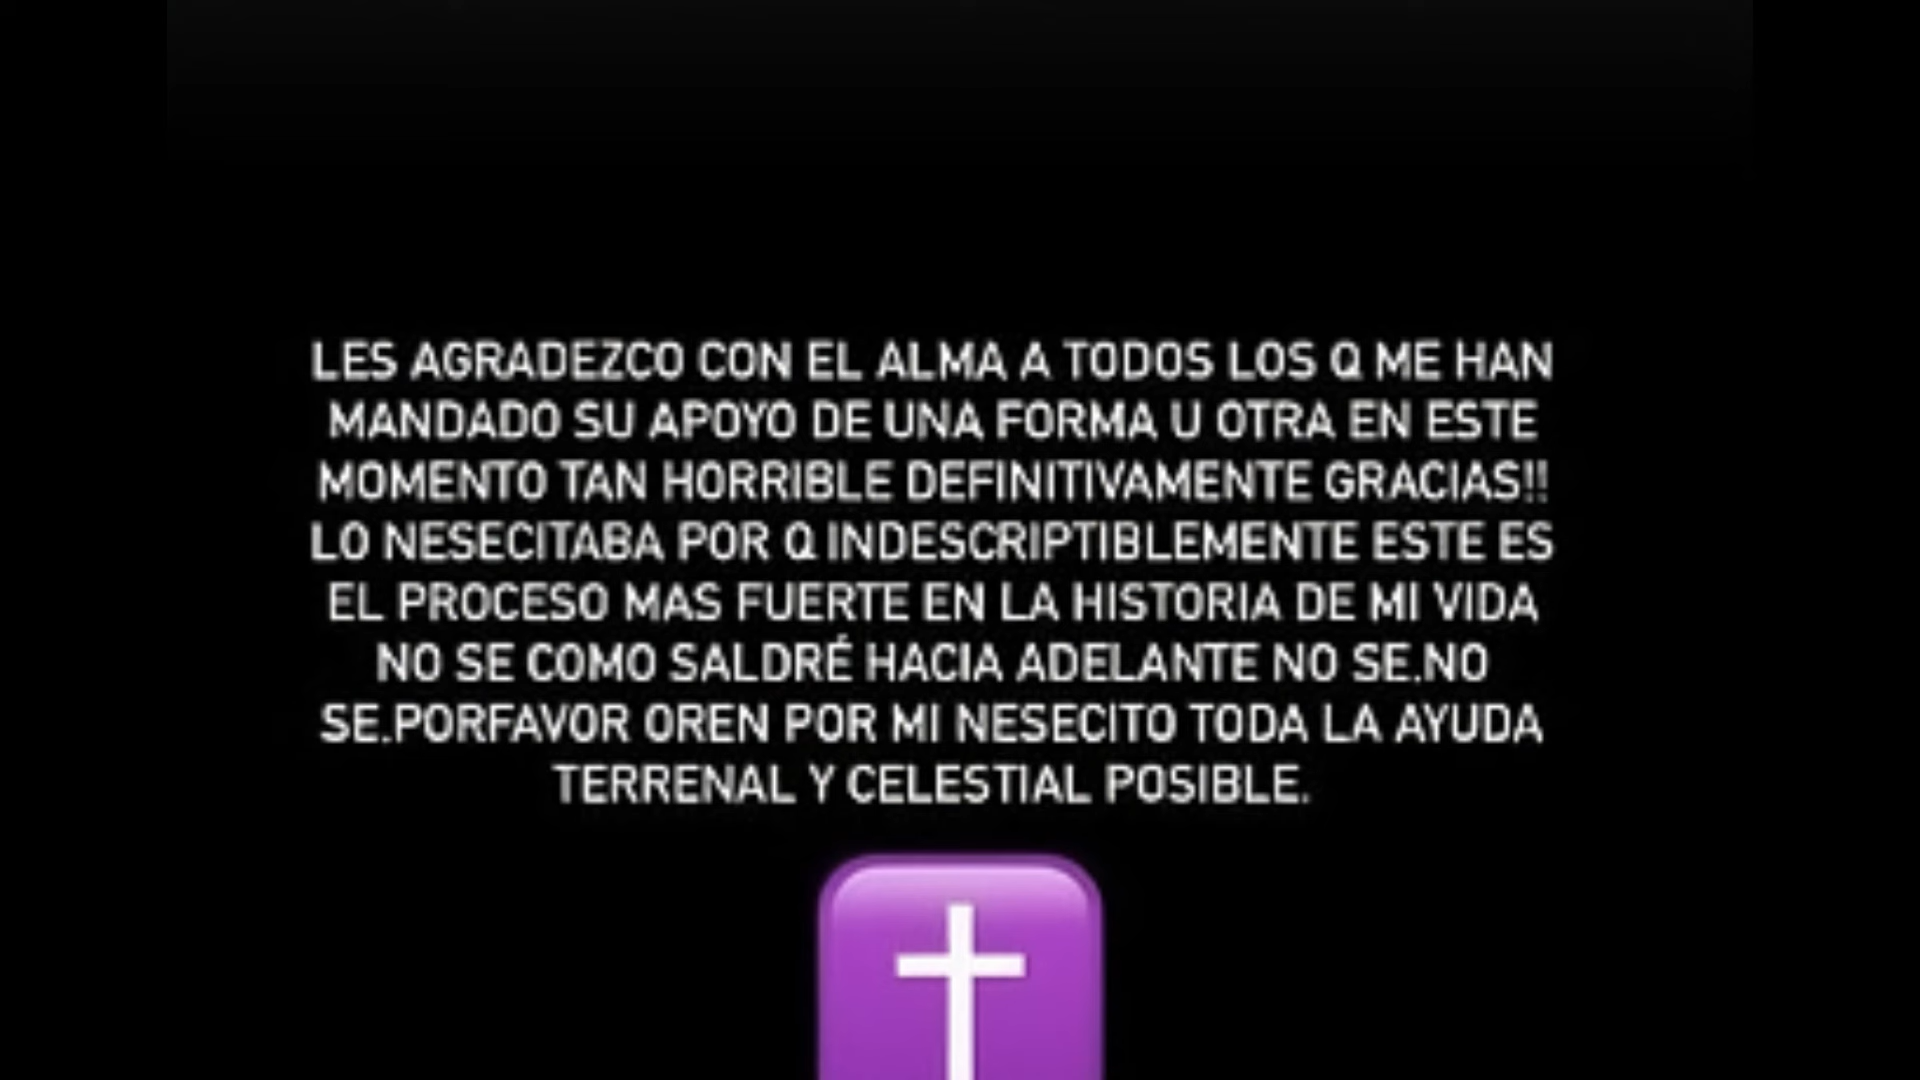 LES AGRADEZCO CON EL ALMA A TODOS LOS Q ME HAN
MANDADO SU APOYO DE UNA FORMA U OTRA EN ESTE
MOMENTO TAN HORRIBLE DEFINITIVAMENTE GRACIAS!!
LO NESECITABA POR Q INDESCRIPTIBLEMENTE ESTE ES
EL PROCESO MAS FUERTE EN LA HISTORIA DE MI VIDA
NO SE COMO SALDRÉ HACIA ADELANTE NO SE.NO
SE.PORFAVOR OREN POR MI NESECITO TODA LA AYUDA
TERRENAL Y CELESTIAL POSIBLE.